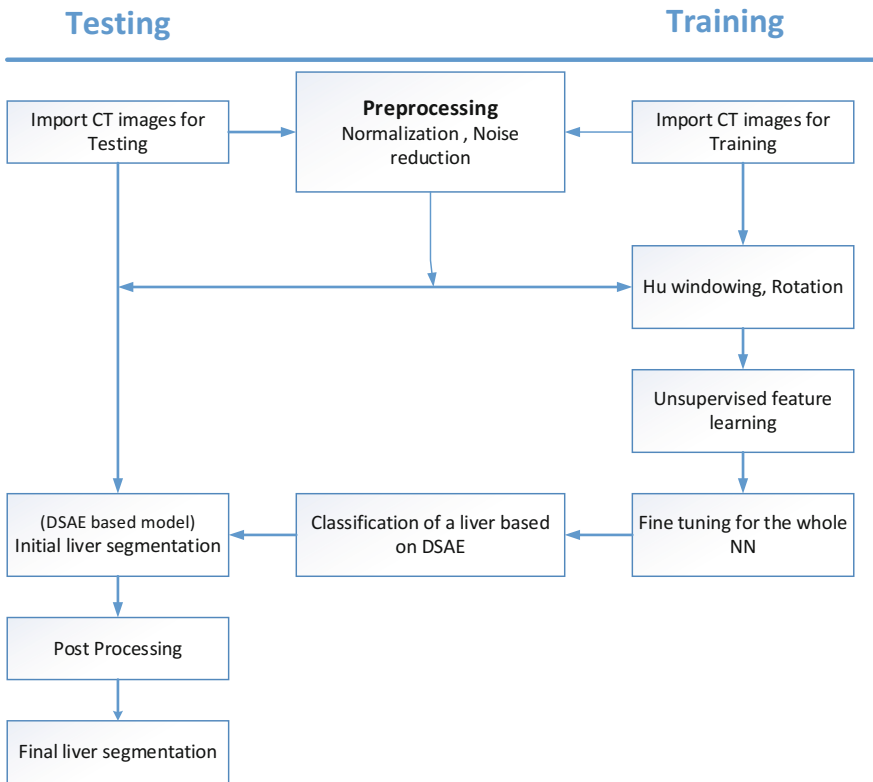 Testing
Training
Import CT images for
Testing
Preprocessing
Normalization , Noise
reduction
Import CT images for
Training
Hu windowing, Rotation
Unsupervised feature
learning
(DSAE based model)
Initial liver segmentation
Classification of a liver based
on DSAE
Fine tuning for the whole
NN
Post Processing
Final liver segmentation